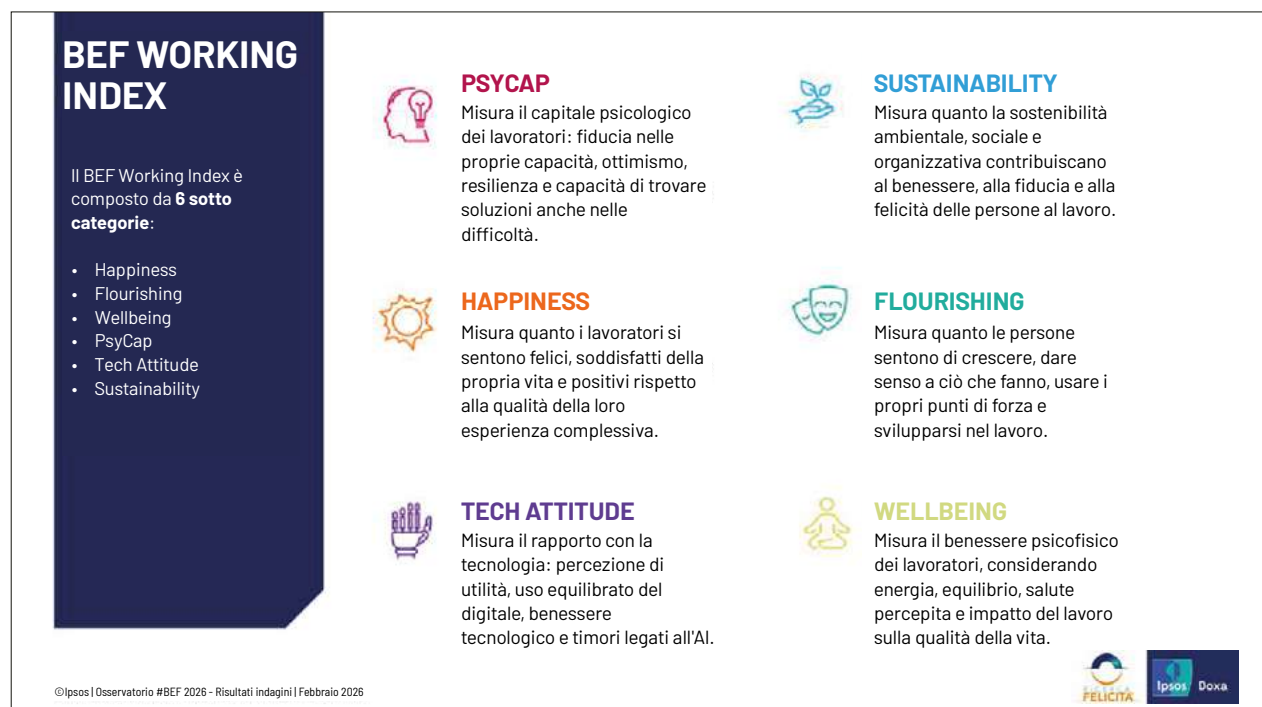 BEF WORKING
INDEX
Il BEF Working Index è
composto da 6 sotto
categorie:
• Happiness
• Flourishing
• Wellbeing
• PsyCap
• Tech Attitude
• Sustainability
PSYCAP
Misura il capitale psicologico
dei lavoratori: fiducia nelle
proprie capacità, ottimismo,
resilienza e capacità di trovare
soluzioni anche nelle
difficoltà.
SUSTAINABILITY
Misura quanto la sostenibilità
ambientale, sociale e
organizzativa contribuiscano
al benessere, alla fiducia e alla
felicità delle persone al lavoro.
HAPPINESS
Misura quanto i lavoratori si
sentono felici, soddisfatti della
propria vita e positivi rispetto
alla qualità della loro
esperienza complessiva.
FLOURISHING
Misura quanto le persone
sentono di crescere, dare
senso a ciò che fanno, usare i
propri punti di forza e
svilupparsi nel lavoro.
TECH ATTITUDE
Misura il rapporto con la
tecnologia: percezione di
utilità, uso equilibrato del
digitale, benessere
tecnologico e timori legati all'AI.
WELLBEING
Misura il benessere psicofisico
dei lavoratori, considerando
energia, equilibrio, salute
percepita e impatto del lavoro
sulla qualità della vita.
©Ipsos | Osservatorio #BEF 2026 - Risultati indagini | Febbraio 2026
RICERCA
FELICITÀ
Ipsos Doxa